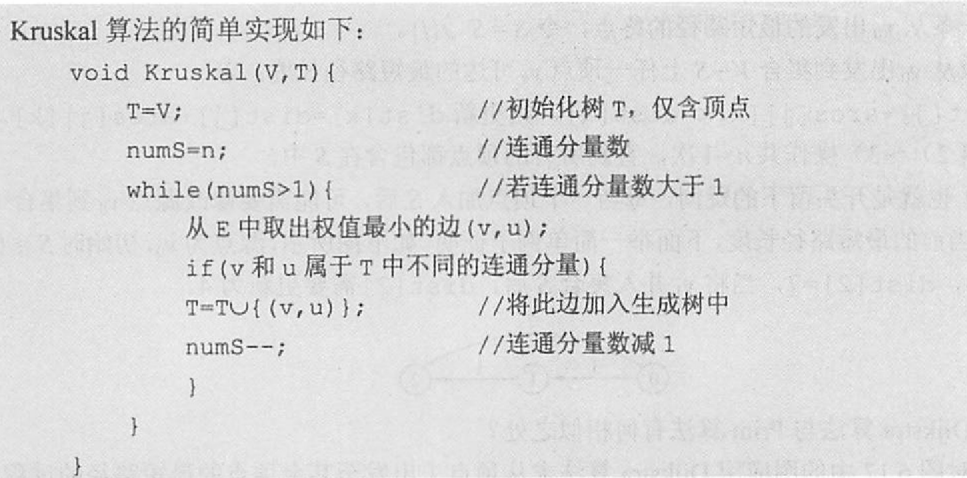 Kruskal 算法的简单实现如下：
void Kruskal(V,T){
T=V; //初始化树 T，仅含顶点
numS=n; //连通分量数
while(numS>1){ //若连通分量数大于 1
从 E 中取出权值最小的边(v,u);
if(v 和 u 属于 T 中不同的连通分量){
T=T∪{(v,u)}; //将此边加入生成树中
numS--; //连通分量数减 1
}
}
}